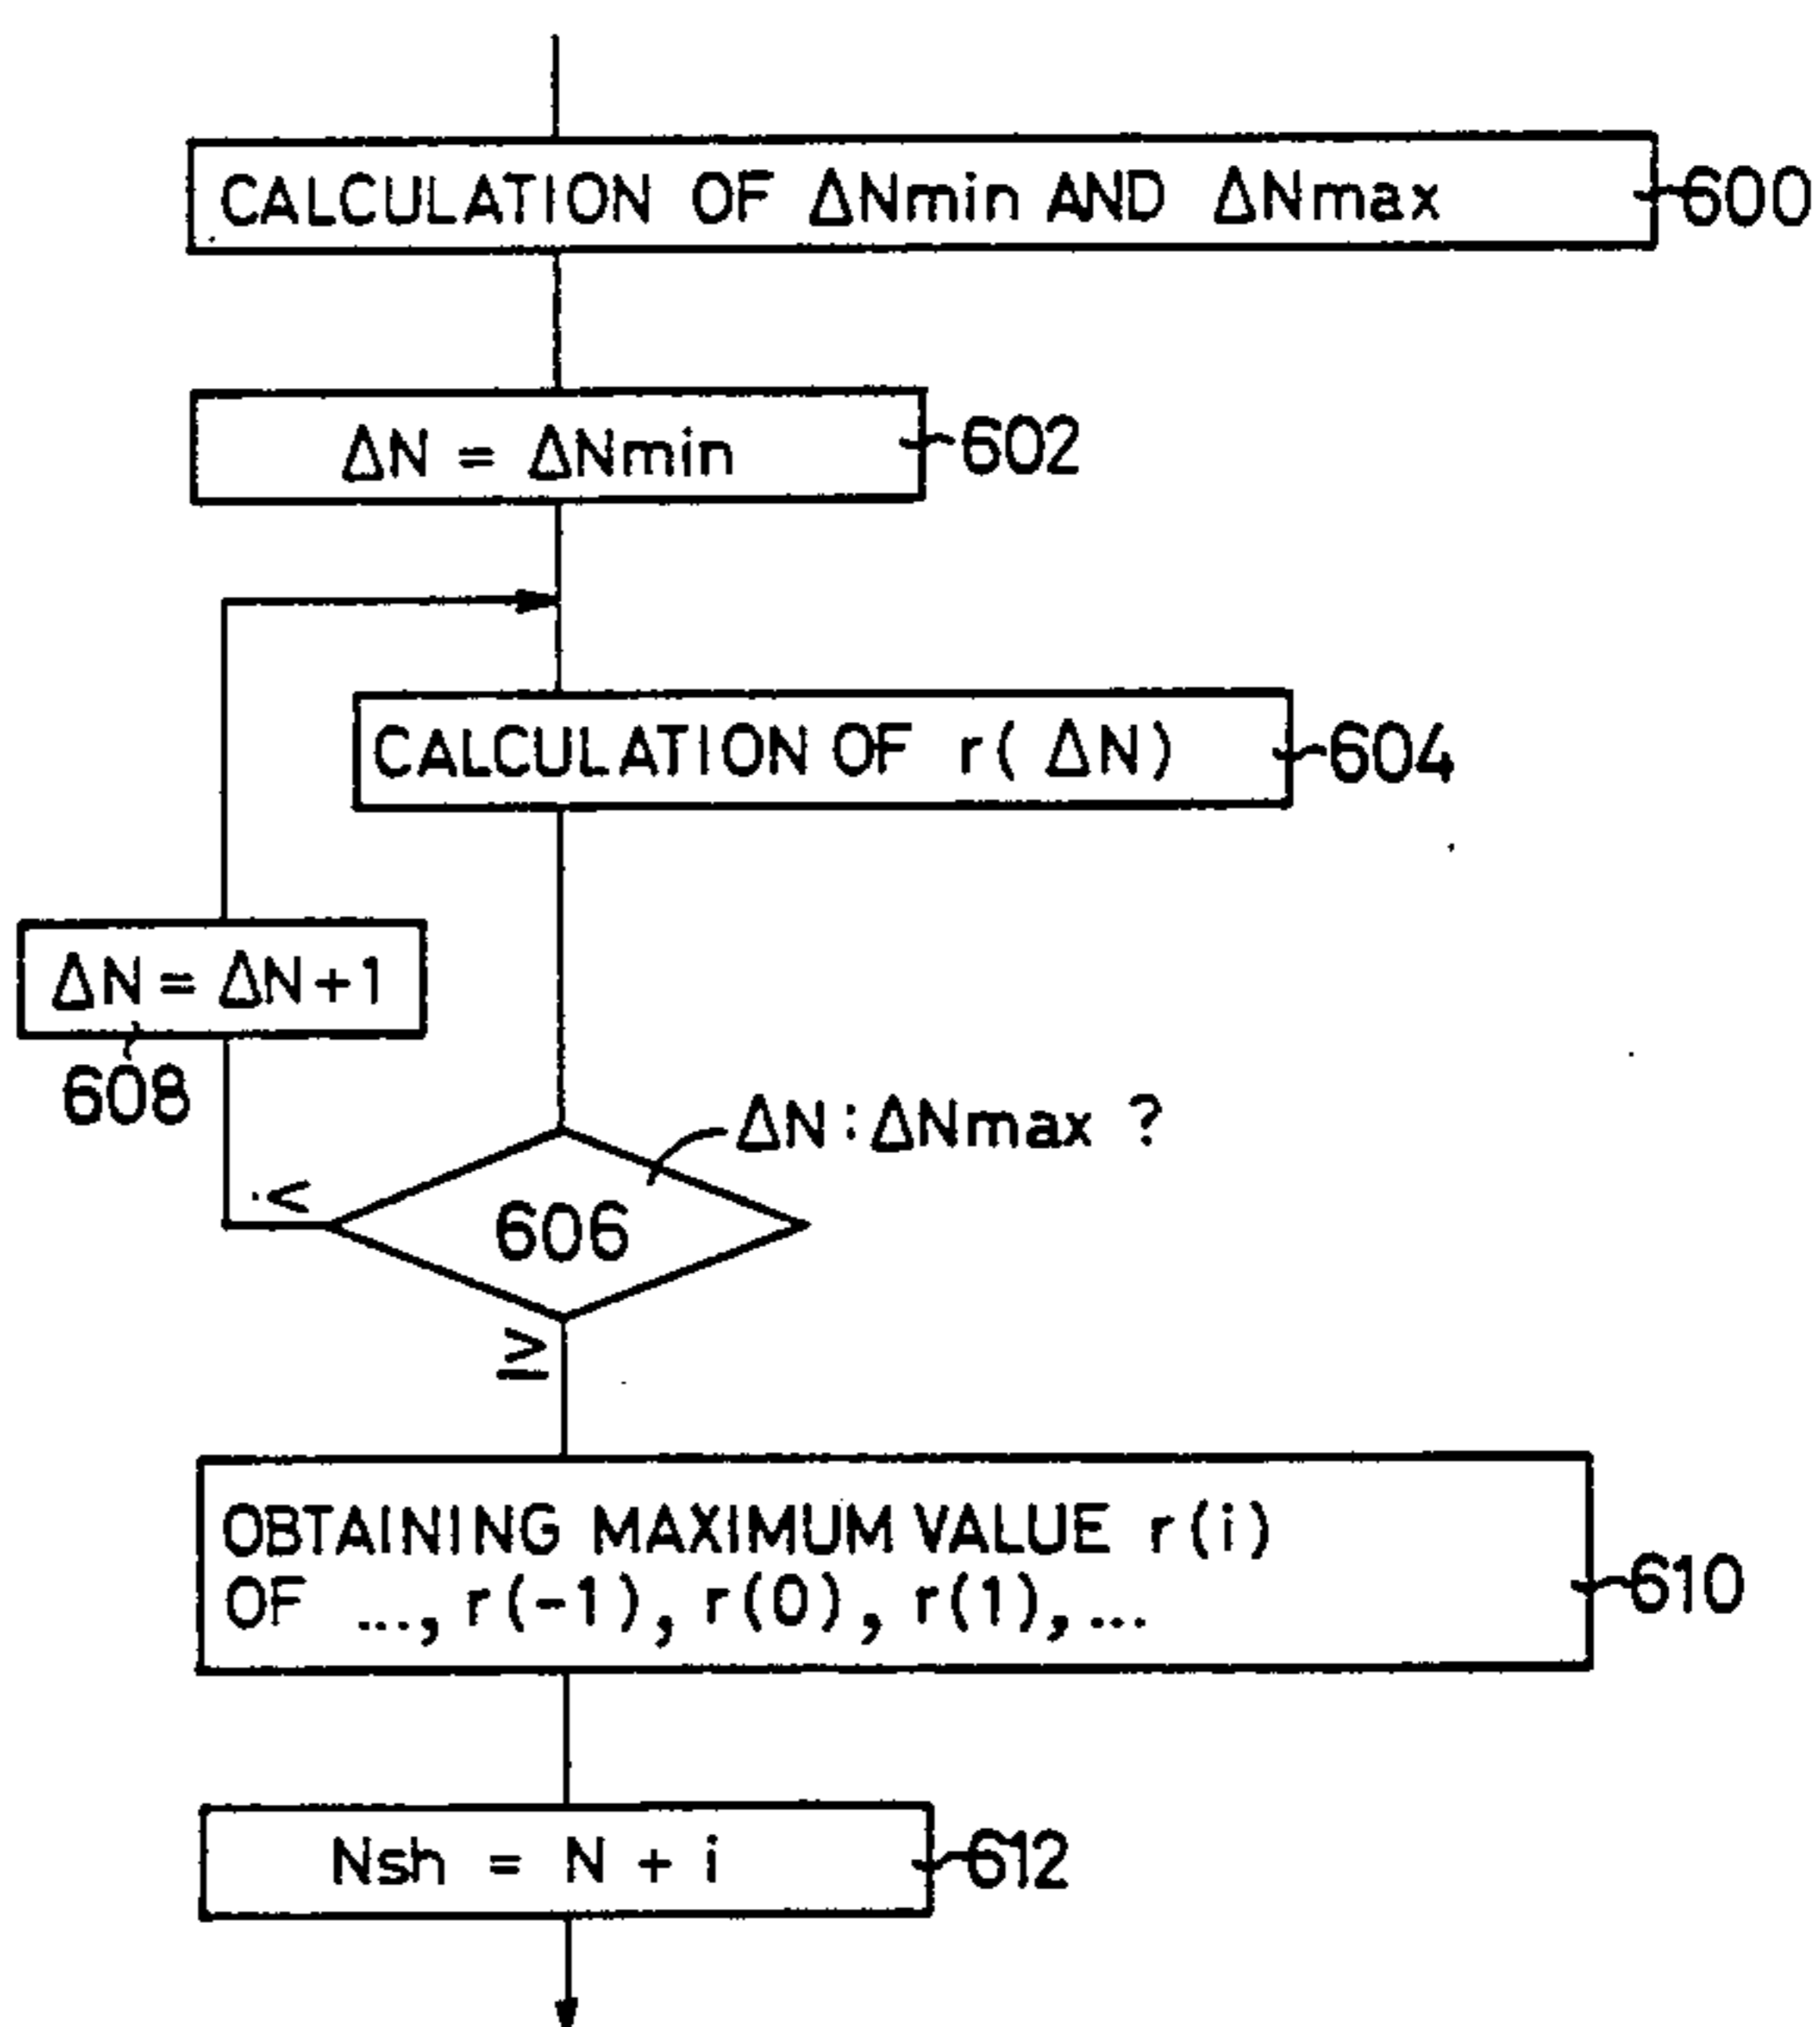 CALCULATION OF ΔNmin AND ΔNmax
600
ΔN = ΔNmin
602
CALCULATION OF r( ΔN)
604
ΔN = ΔN+1
608
ΔN:ΔNmax ?
<
606
≥
OBTAINING MAXIMUM VALUE r(i)
OF ..., r(-1), r(0), r(1), ...
610
Nsh = N + i
612